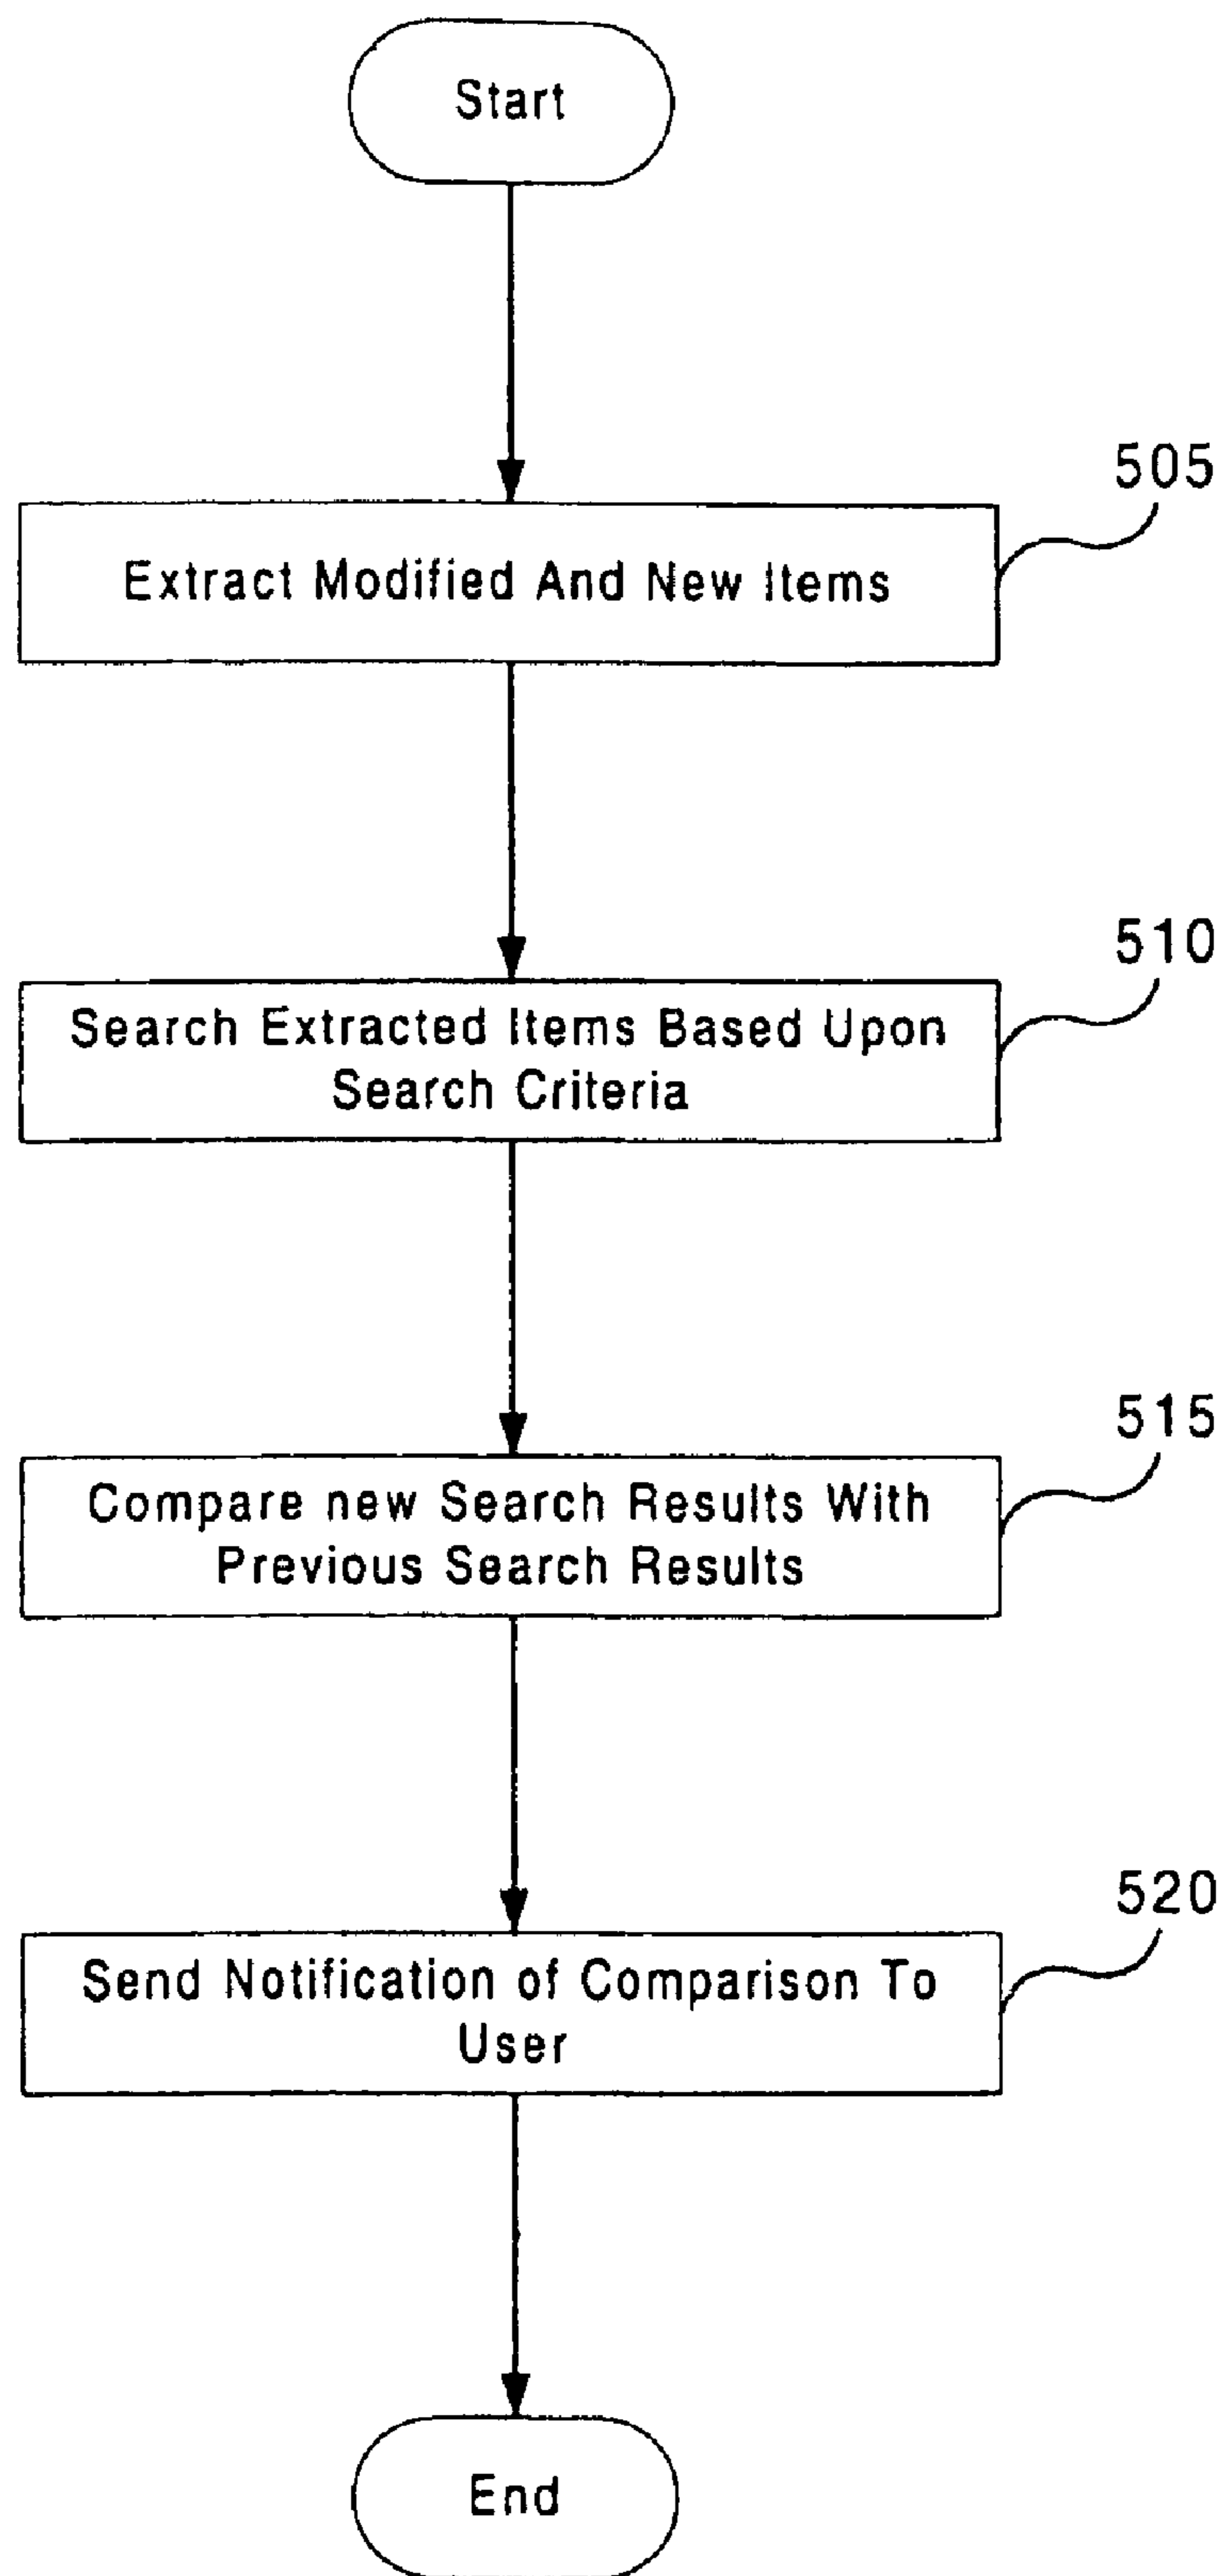 Start
505
Extract Modified And New Items
510
Search Extracted Items Based Upon
Search Criteria
515
Compare new Search Results With
Previous Search Results
520
Send Notification of Comparison To
User
End